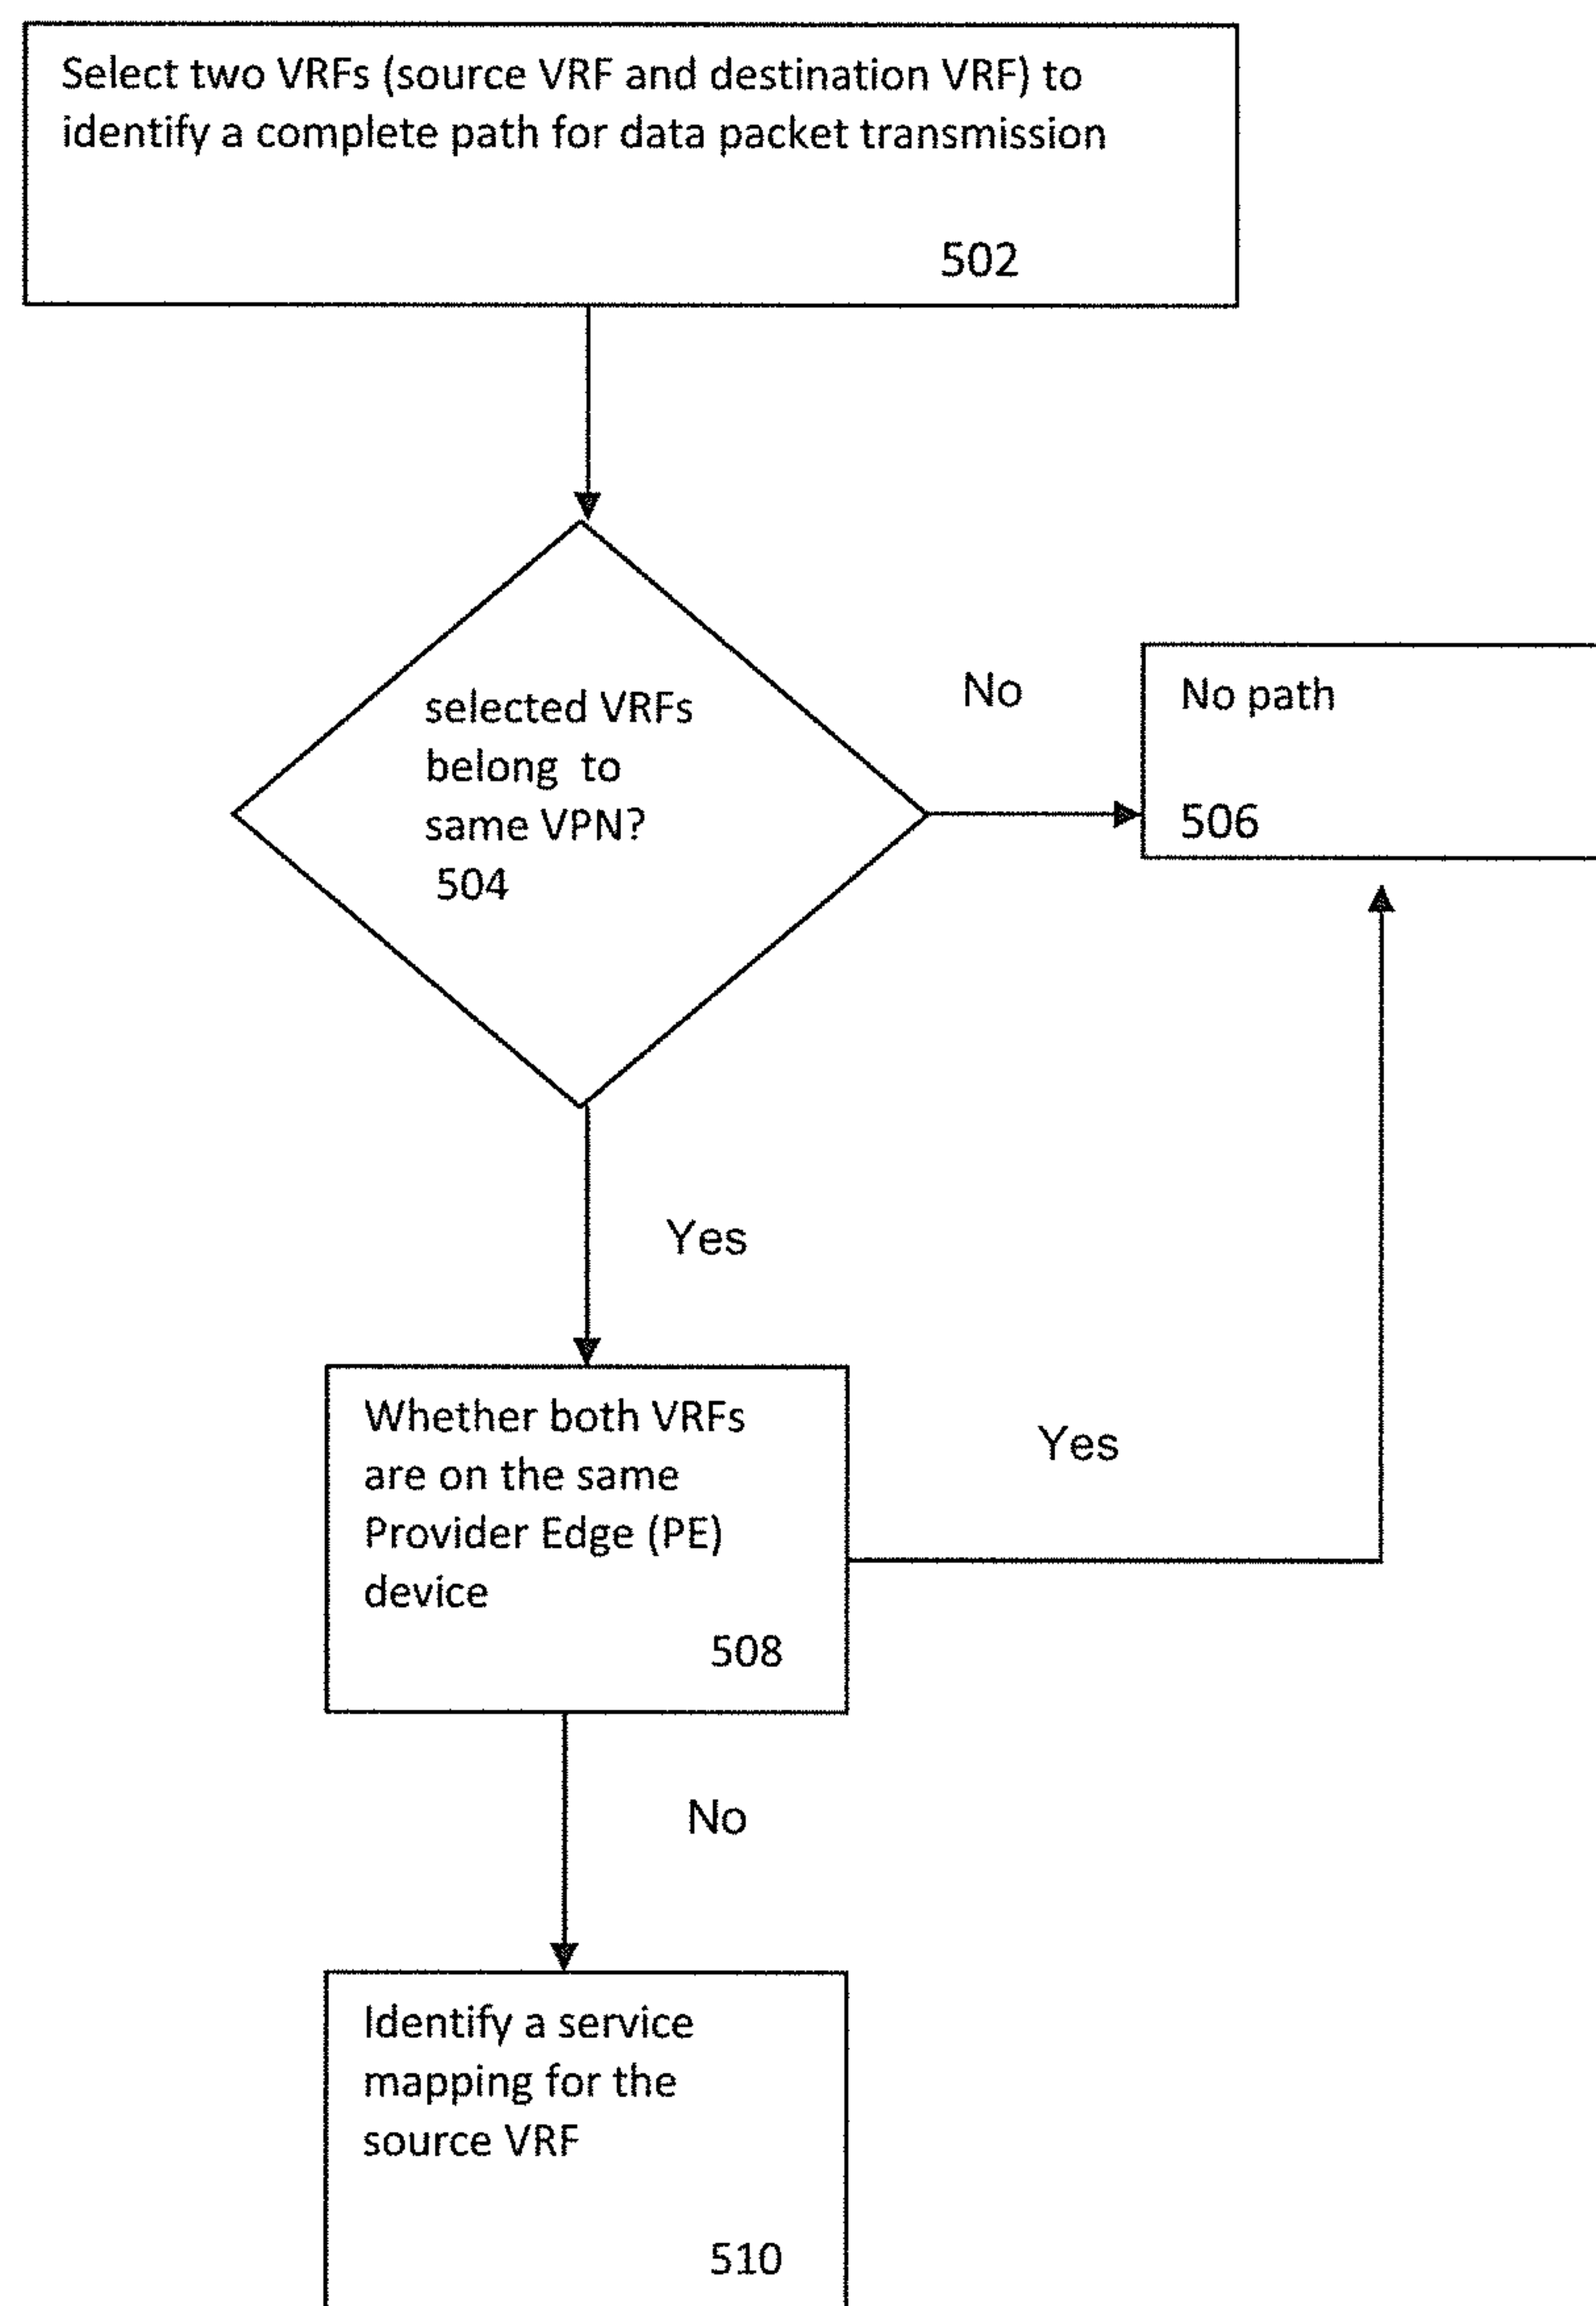 Select two VRFs (source VRF and destination VRF) to
identify a complete path for data packet transmission
502
selected VRFs
belong to
same VPN?
504
No
No path
506
Yes
Whether both VRFs
are on the same
Provider Edge (PE)
device
508
Yes
No
Identify a service
mapping for the
source VRF
510